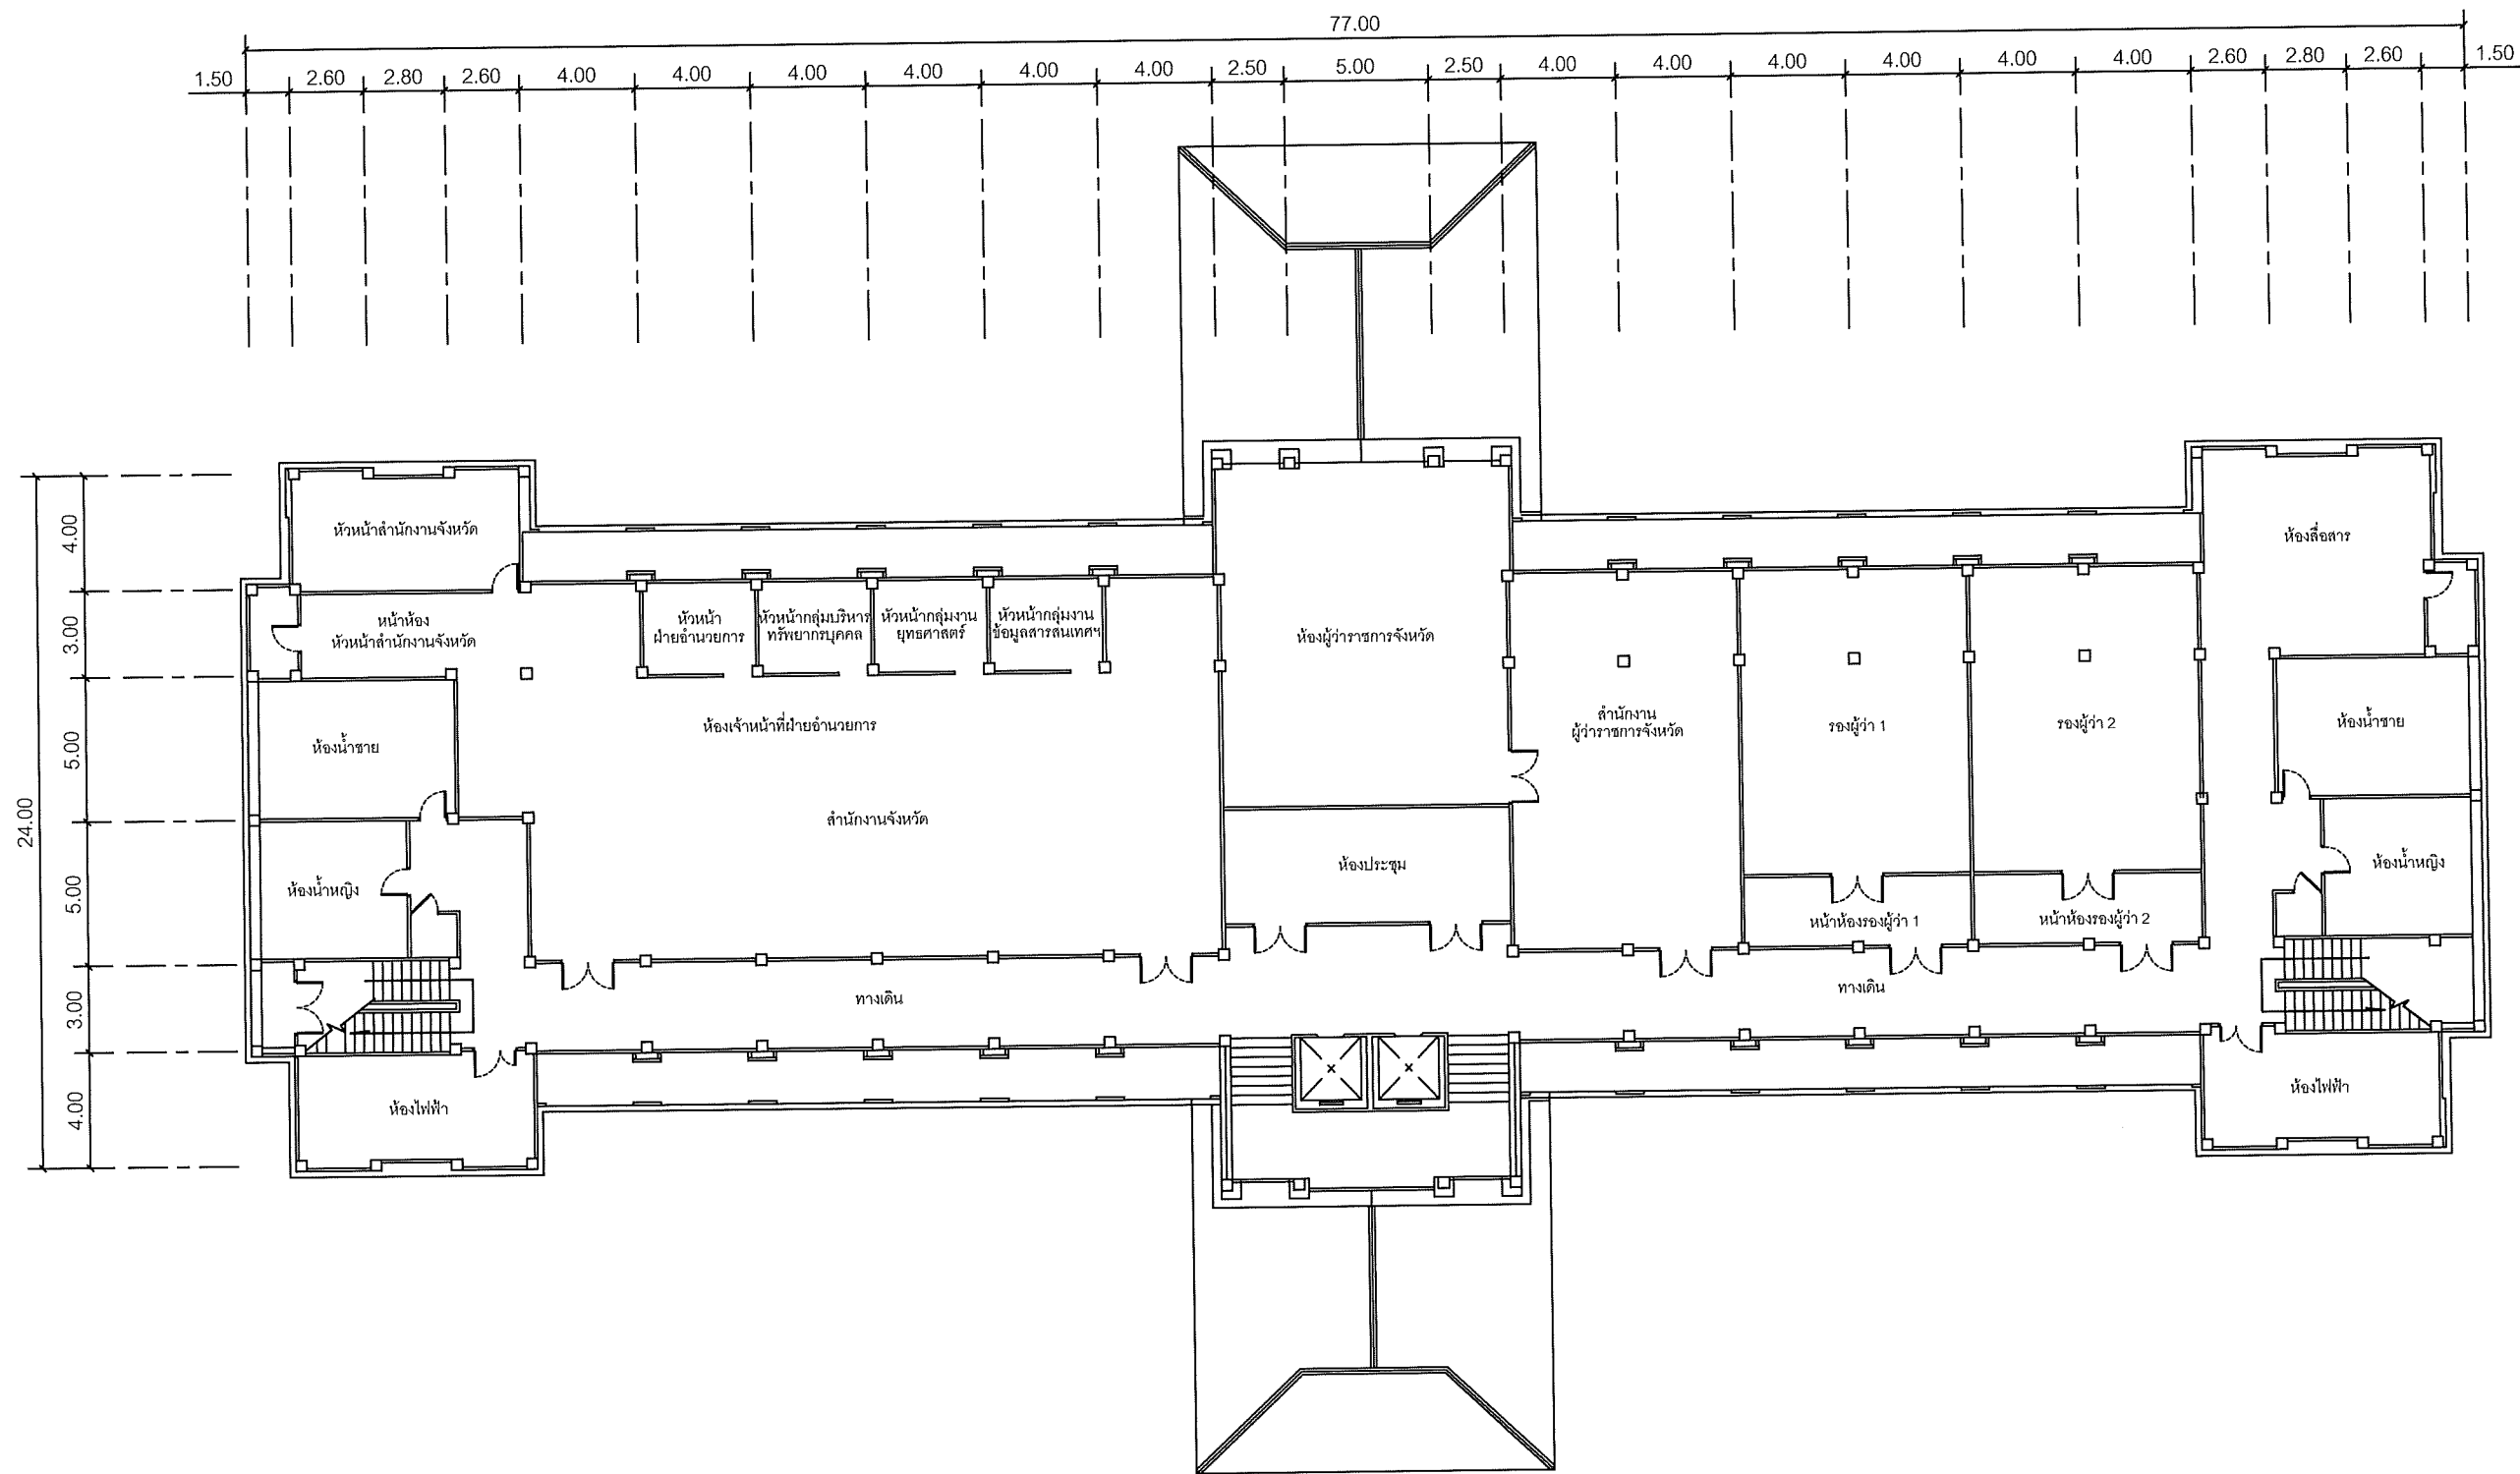 77.00
1.50 2.60 2.80 2.60 4.00 4.00 4.00 4.00 4.00 4.00 2.50 5.00 2.50 4.00 4.00 4.00 4.00 4.00 4.00 2.60 2.80 2.60 1.50
24.00
4.00
3.00
5.00
5.00
3.00
4.00
หัวหน้าสำนักงานจังหวัด
ห้องสื่อสาร
หน้าห้อง
หัวหน้าสำนักงานจังหวัด
หัวหน้า
ฝ่ายอำนวยการ
หัวหน้ากลุ่มบริหาร
ทรัพยากรบุคคล
หัวหน้ากลุ่มงาน
ยุทธศาสตร์
หัวหน้ากลุ่มงาน
ข้อมูลสารสนเทศฯ
ห้องผู้ว่าราชการจังหวัด
ห้องน้ำชาย
ห้องเจ้าหน้าที่ฝ่ายอำนวยการ
สำนักงาน
ผู้ว่าราชการจังหวัด
รองผู้ว่า 1
รองผู้ว่า 2
ห้องน้ำชาย
สำนักงานจังหวัด
ห้องประชุม
ห้องน้ำหญิง
ห้องน้ำหญิง
หน้าห้องรองผู้ว่า 1
หน้าห้องรองผู้ว่า 2
ทางเดิน
ทางเดิน
ห้องไฟฟ้า
ห้องไฟฟ้า